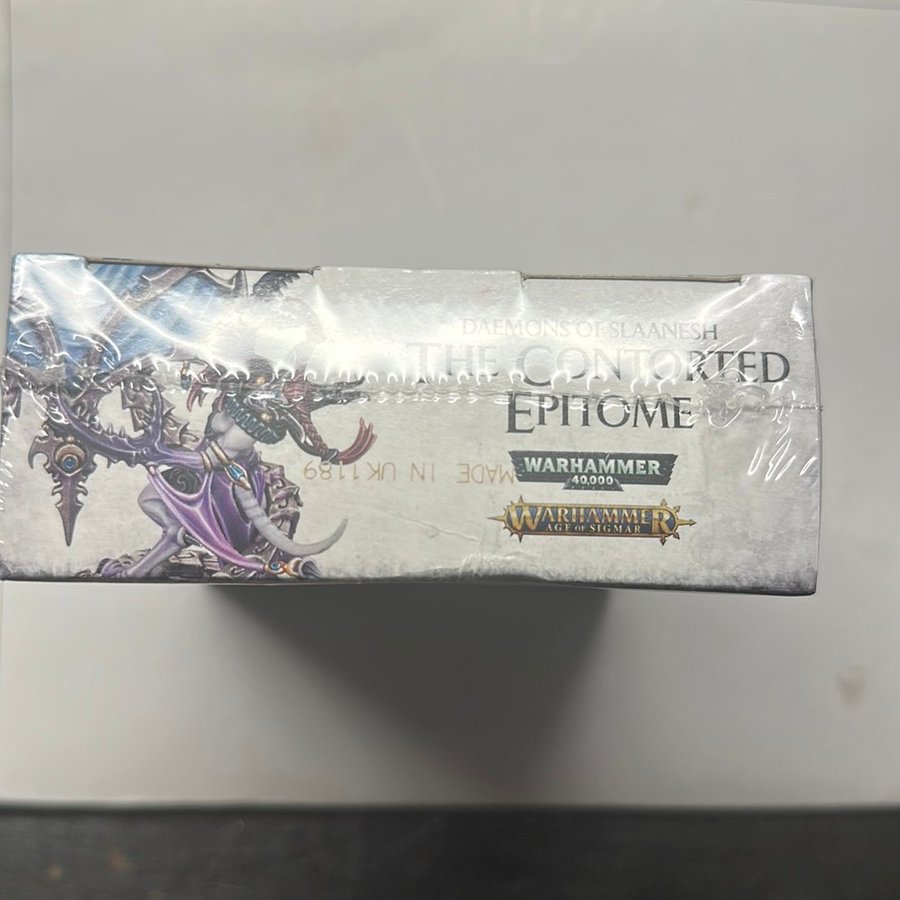 DAEMONS OF SLAANESH
THE CONTORTED
EPITOME
WARHAMMER
40,000
WARHAMMER
AGE OF SIGMAR
MADE IN UK1189